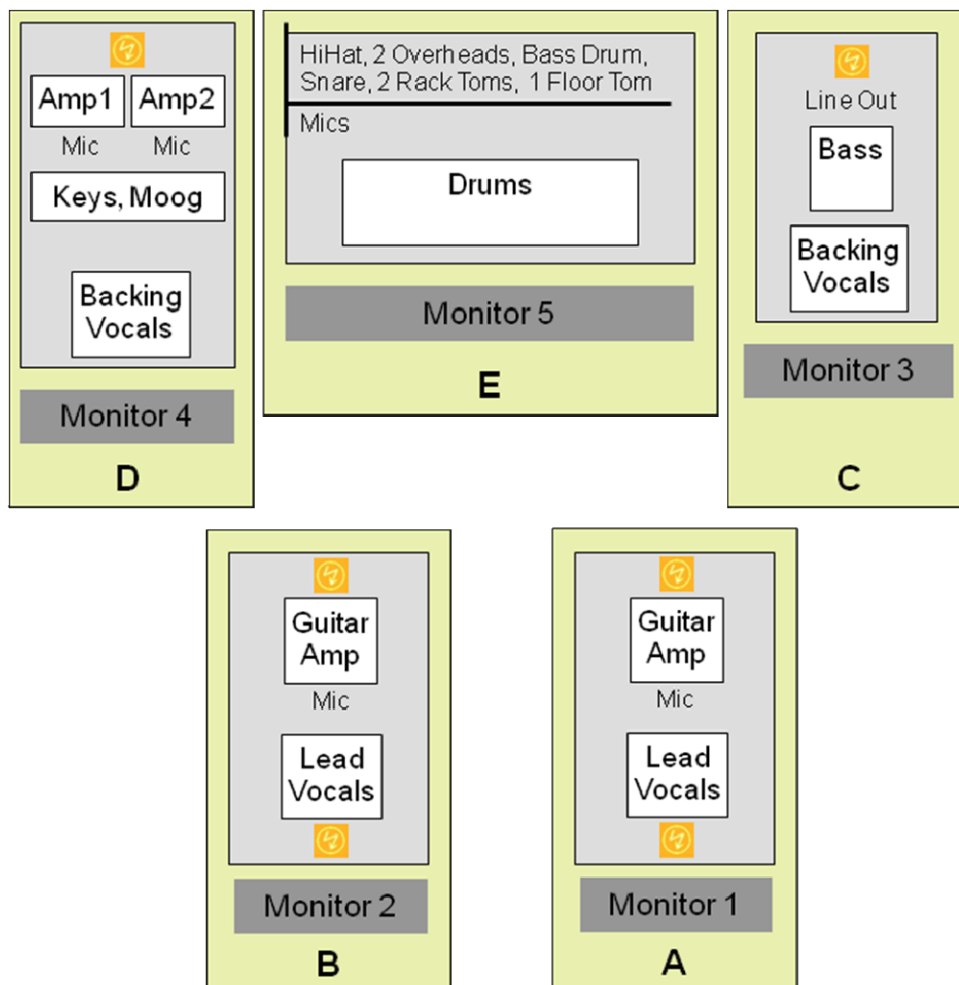 Amp1
Amp2
Mic
Mic
Keys, Moog
Backing
Vocals
Monitor 4
D
HiHat, 2 Overheads, Bass Drum,
Snare, 2 Rack Toms, 1 Floor Tom
Mics
Drums
Monitor 5
E
Line Out
Bass
Backing
Vocals
Monitor 3
C
Guitar
Amp
Mic
Lead
Vocals
Monitor 2
B
Guitar
Amp
Mic
Lead
Vocals
Monitor 1
A